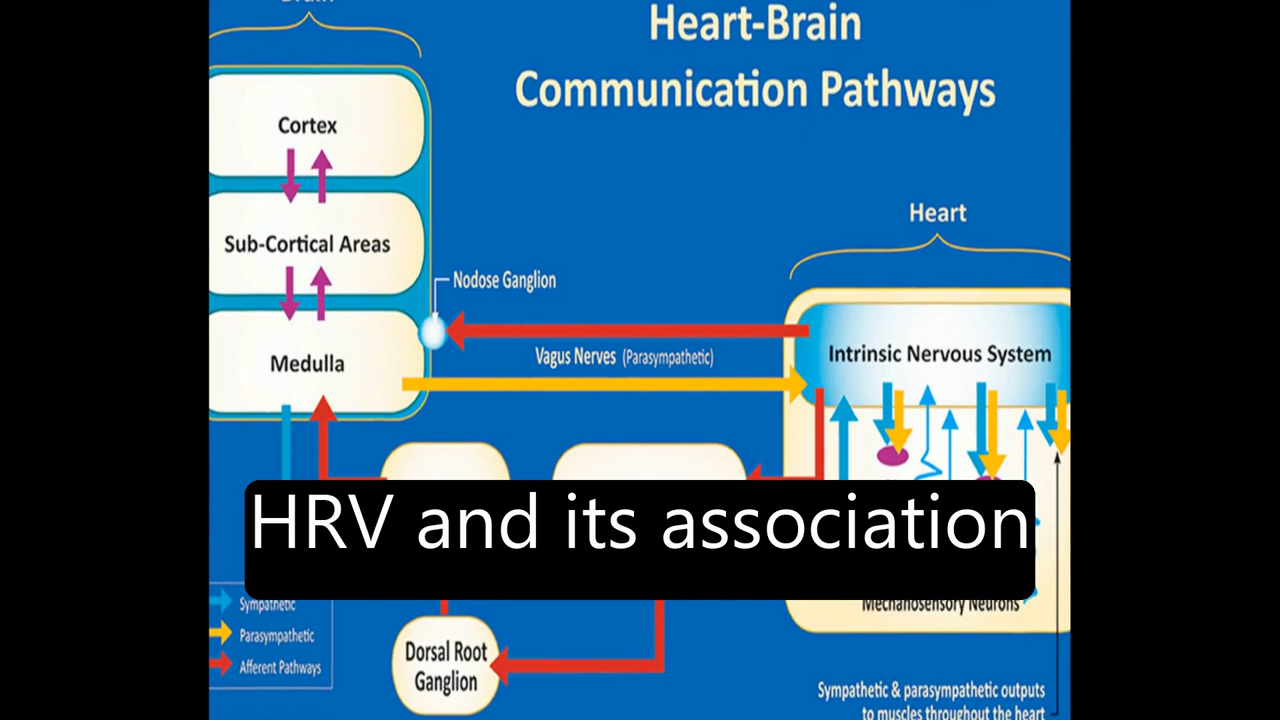 Brain
Heart-Brain
Communication Pathways
Cortex
Heart
Sub-Cortical Areas
Nodose Ganglion
Intrinsic Nervous System
Vagus Nerves (Parasympathetic)
Medulla
HRV and its association
Mechanosensory Neurons
Sympathetic
Parasympathetic
Afferent Pathways
Dorsal Root
Ganglion
Sympathetic & parasympathetic outputs
to muscles throughout the heart